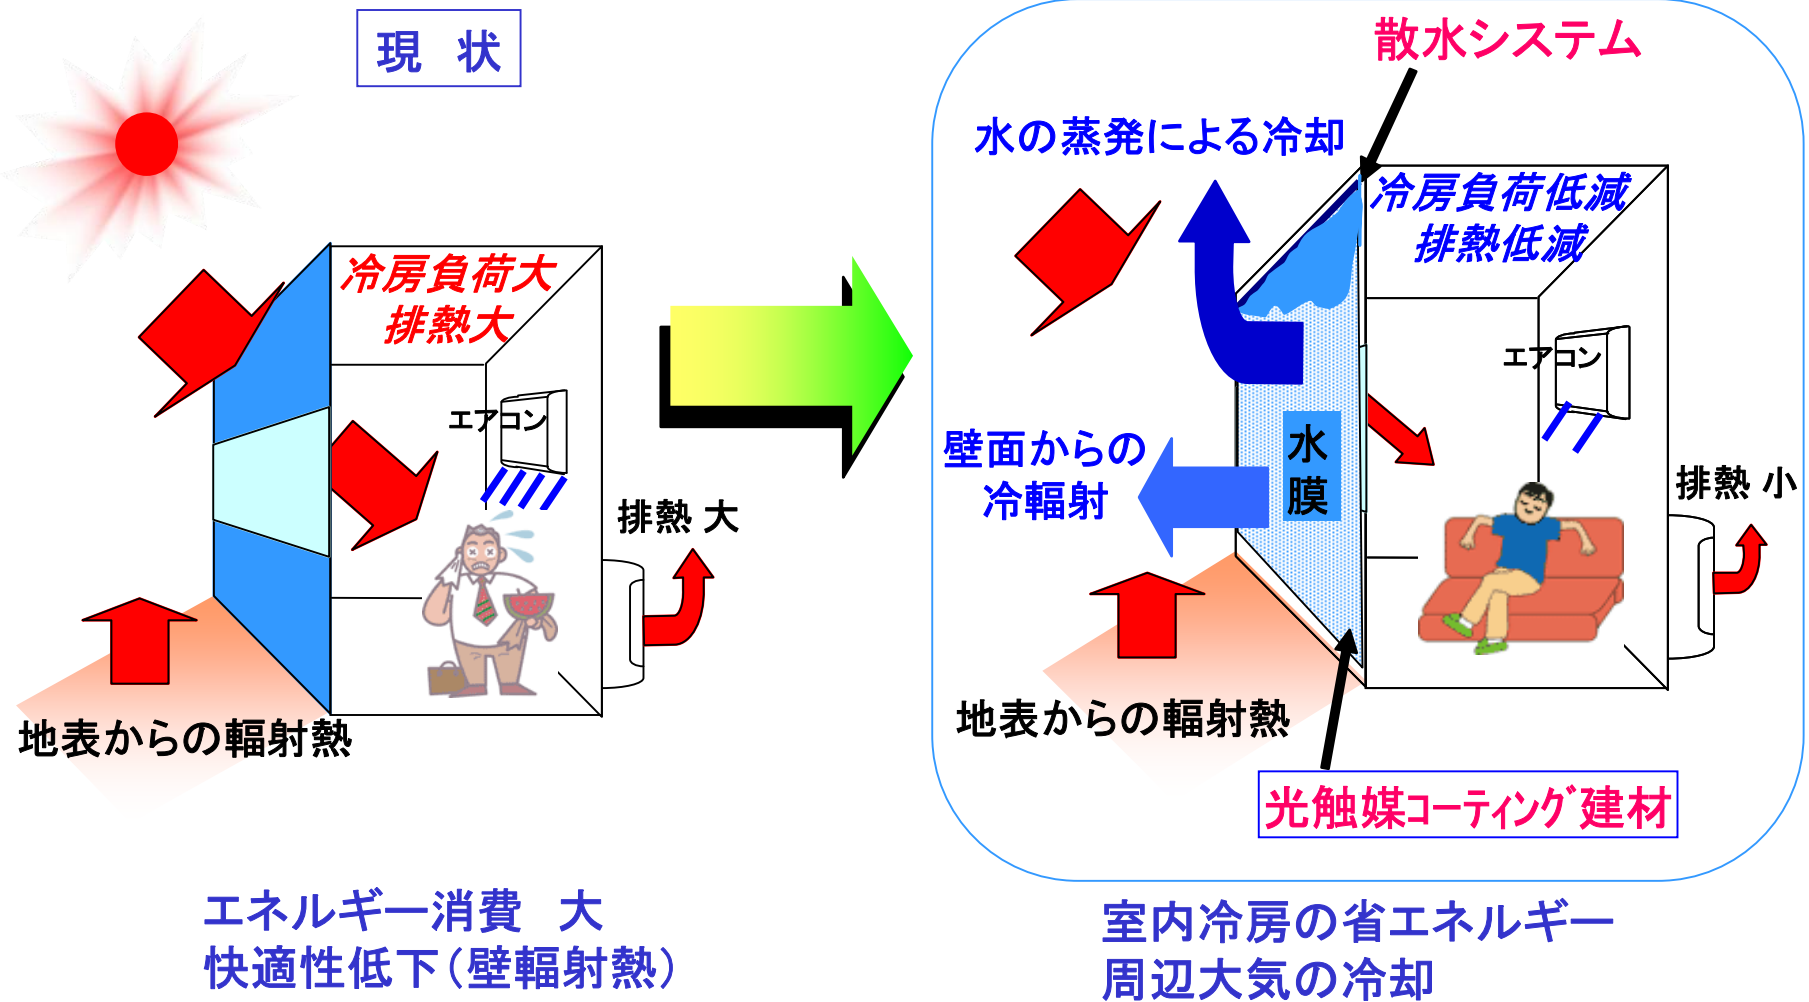 現　状
冷房負荷大
排熱大
エアコン
排熱 大
地表からの輻射熱
エネルギー消費　大
快適性低下（壁輻射熱）
散水システム
水の蒸発による冷却
冷房負荷低減
排熱低減
エアコン
壁面からの
冷輻射
水
膜
排熱 小
地表からの輻射熱
光触媒ｺｰﾃｨﾝｸﾞ建材
室内冷房の省エネルギー
周辺大気の冷却